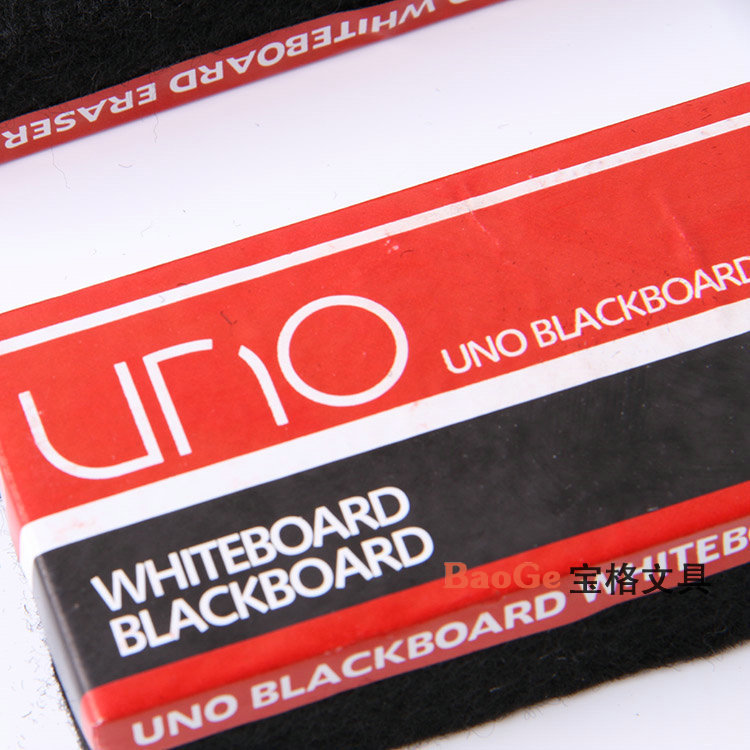 D WHITEBOARD ERASER
uno
UNO BLACKBOARD
WHITEBOARD
BLACKBOARD
BaoGe 宝格文具
UNO BLACKBOARD WHITEB